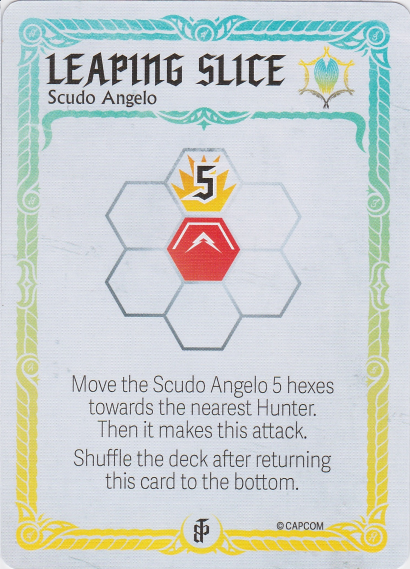 LEAPING SLICE
Scudo Angelo
5
Move the Scudo Angelo 5 hexes
towards the nearest Hunter.
Then it makes this attack.
Shuffle the deck after returning
this card to the bottom.
© CAPCOM